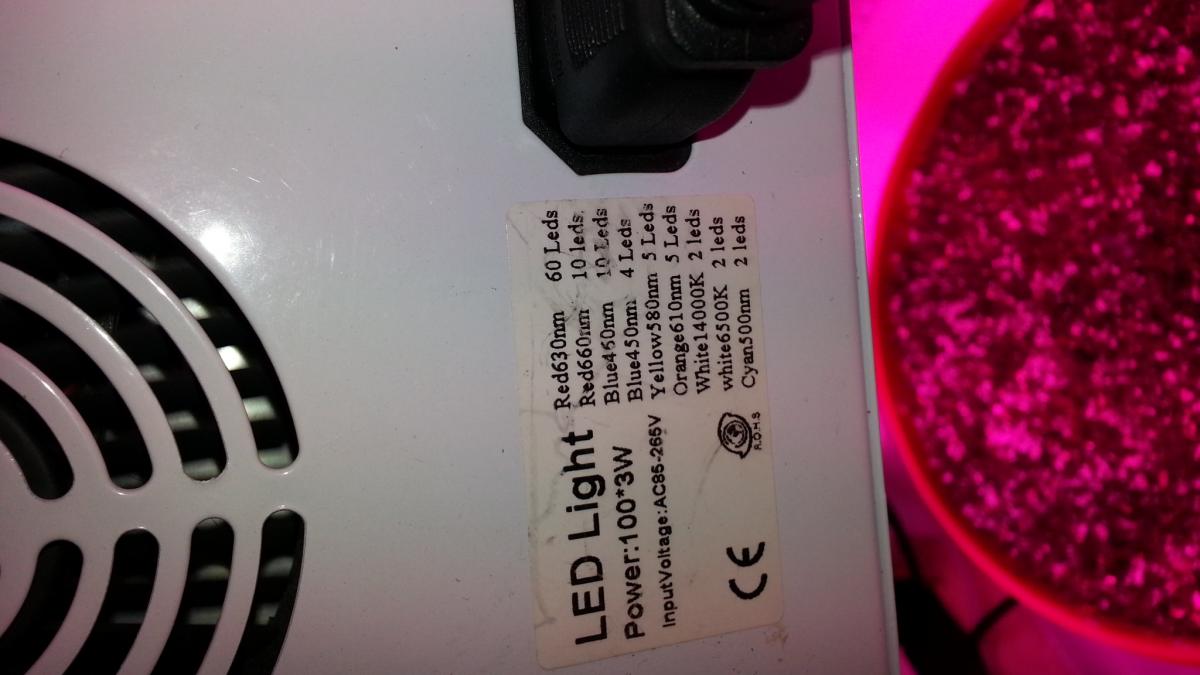 LED Light
Power:100*3W
InputVoltage:AC85-265V
CE
R.O.H.S
Red630nm 60 Leds
Red660nm 10 leds
Blue460nm 10 Leds
Blue450nm 4 Leds
Yellow580nm 5 Leds
Orange610nm 5 Leds
White14000K 2 leds
white6500K 2 leds
Cyan500nm 2 leds